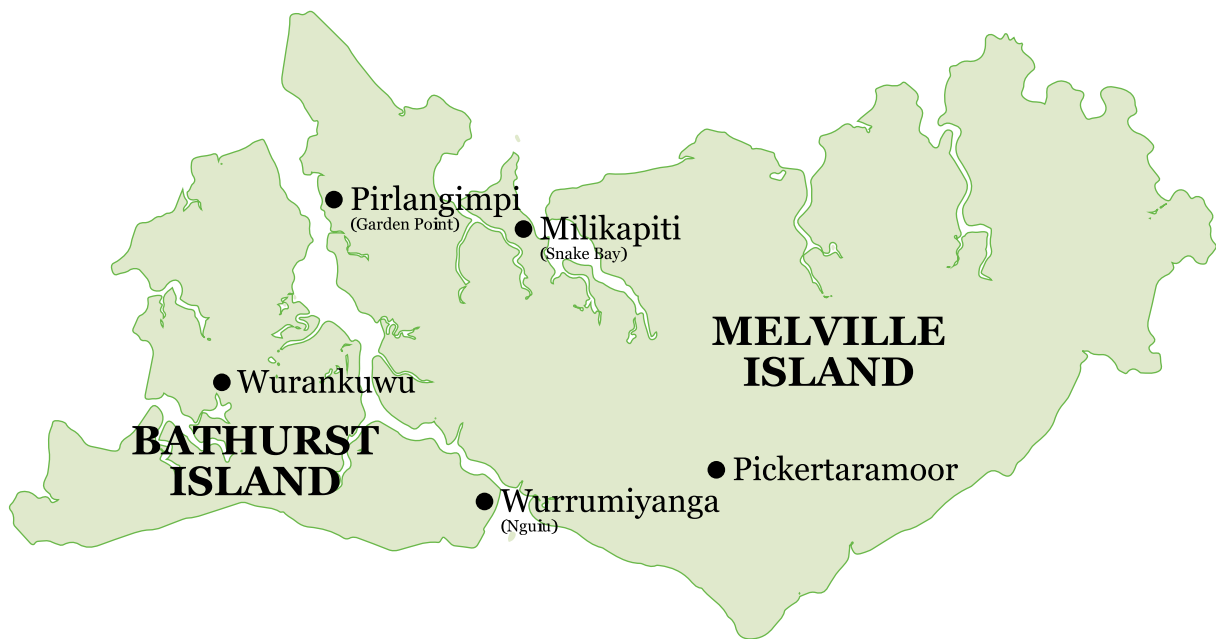 Pirlangimpi
(Garden Point)
Milikapiti
(Snake Bay)
MELVILLE
ISLAND
Wurankuwu
BATHURST
ISLAND
Pickertaramoor
Wurrumiyanga
(Nguiu)